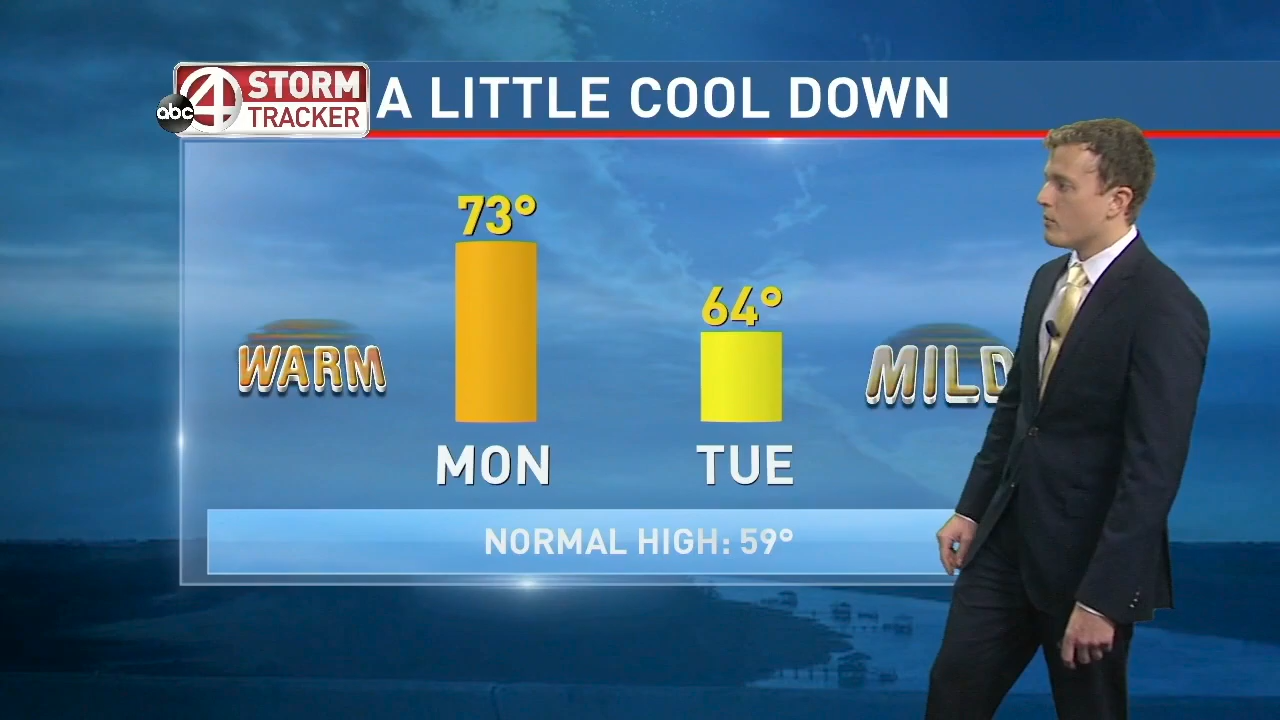 abc 4 STORM TRACKER
A LITTLE COOL DOWN
73°
64°
WARM
MILD
MON
TUE
NORMAL HIGH: 59°